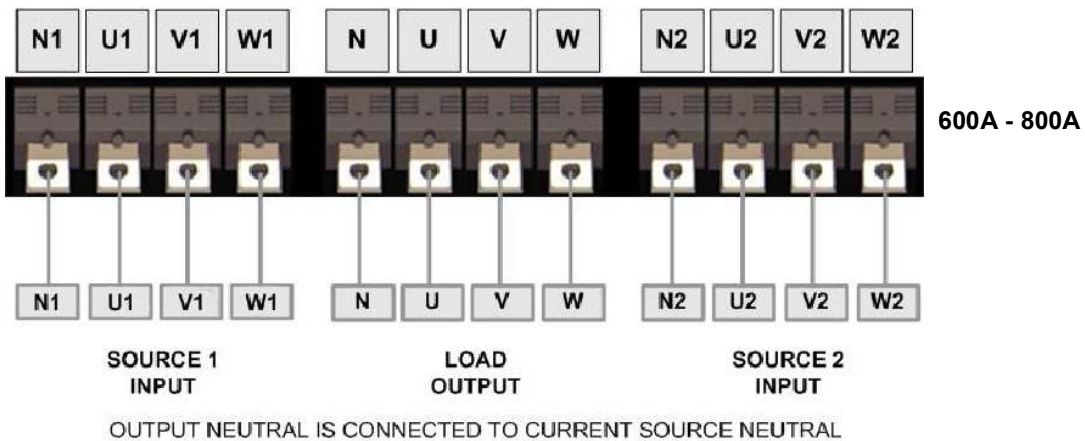 N1 U1 V1 W1 N U V W N2 U2 V2 W2
600A - 800A
N1 U1 V1 W1 N U V W N2 U2 V2 W2
SOURCE 1 LOAD SOURCE 2
INPUT OUTPUT INPUT
OUTPUT NEUTRAL IS CONNECTED TO CURRENT SOURCE NEUTRAL